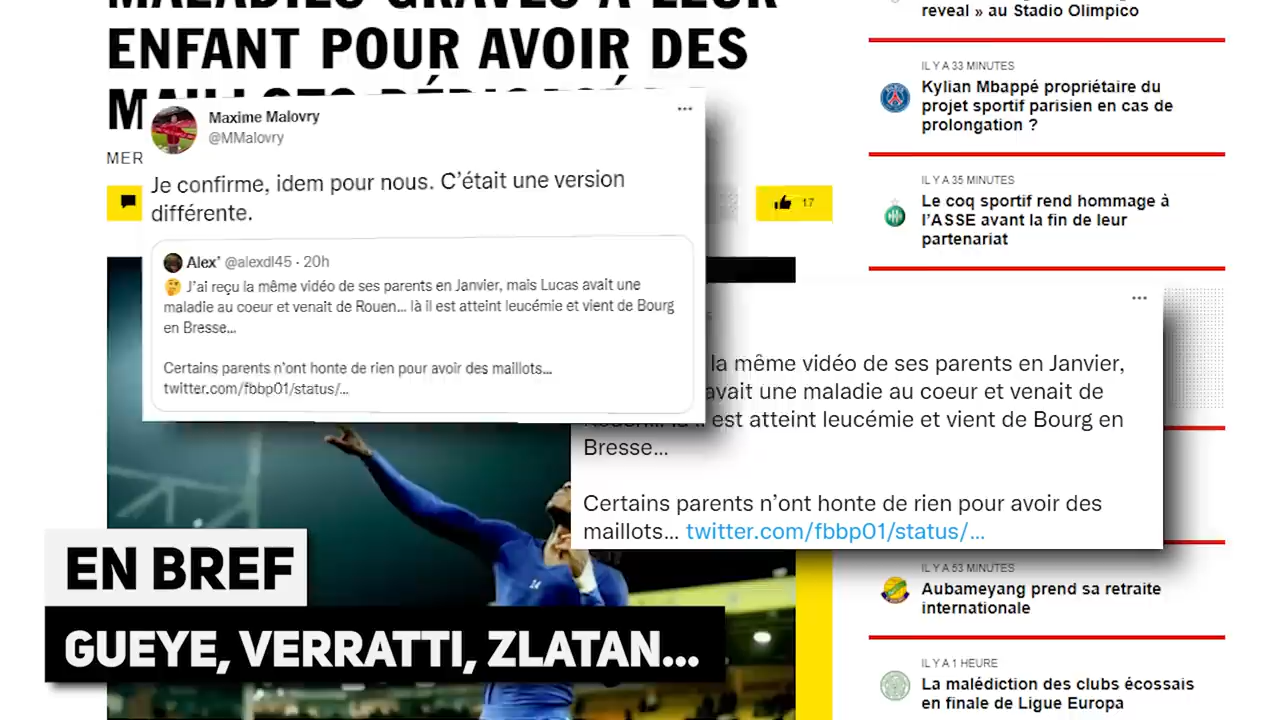 MALADIES GRAVES À LEUR
ENFANT POUR AVOIR DES
MAILLOTS
MER
17
Maxime Malovry
@MMalovry
Je confirme, idem pour nous. C’était une version
différente.
Alex’ @alexdl45 · 20h
🤔 J’ai reçu la même vidéo de ses parents en Janvier, mais Lucas avait une
maladie au coeur et venait de Rouen... là il est atteint leucémie et vient de Bourg
en Bresse...
Certains parents n’ont honte de rien pour avoir des maillots...
twitter.com/fbbp01/status/...
la même vidéo de ses parents en Janvier,
avait une maladie au coeur et venait de
est atteint leucémie et vient de Bourg en
Bresse...
Certains parents n’ont honte de rien pour avoir des
maillots... twitter.com/fbbp01/status/...
EN BREF
GUEYE, VERRATTI, ZLATAN...
24
reveal » au Stadio Olimpico
IL Y A 33 MINUTES
Kylian Mbappé propriétaire du
projet sportif parisien en cas de
prolongation ?
IL Y A 35 MINUTES
Le coq sportif rend hommage à
l’ASSE avant la fin de leur
partenariat
IL Y A 53 MINUTES
Aubameyang prend sa retraite
internationale
IL Y A 1 HEURE
La malédiction des clubs écossais
en finale de Ligue Europa